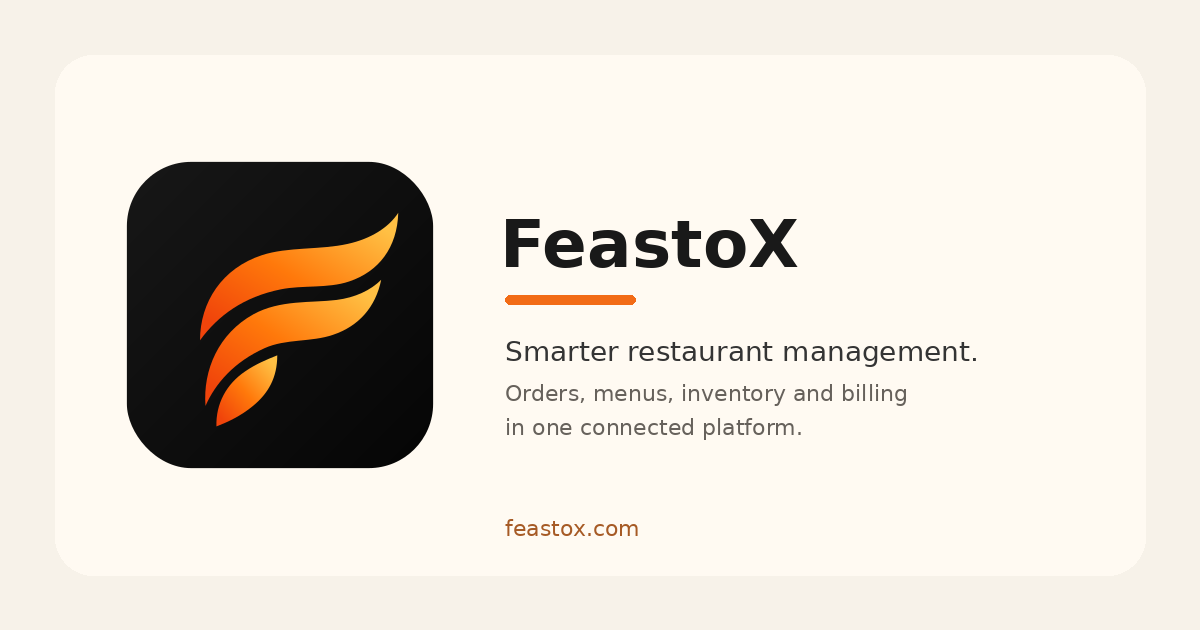 FeastoX
Smarter restaurant management.
Orders, menus, inventory and billing
in one connected platform.
feastox.com